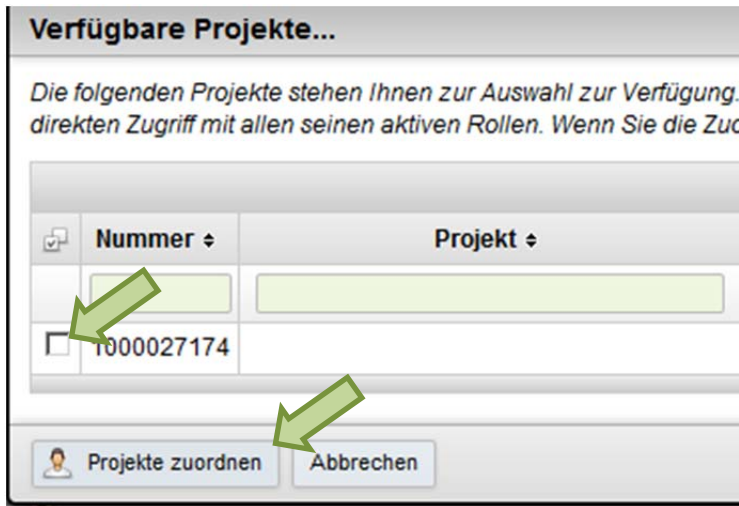 Verfügbare Projekte...
Die folgenden Projekte stehen Ihnen zur Auswahl zur Verfügung.
direkten Zugriff mit allen seinen aktiven Rollen. Wenn Sie die
Nummer Projekt
1000027174
Projekte zuordnen Abbrechen